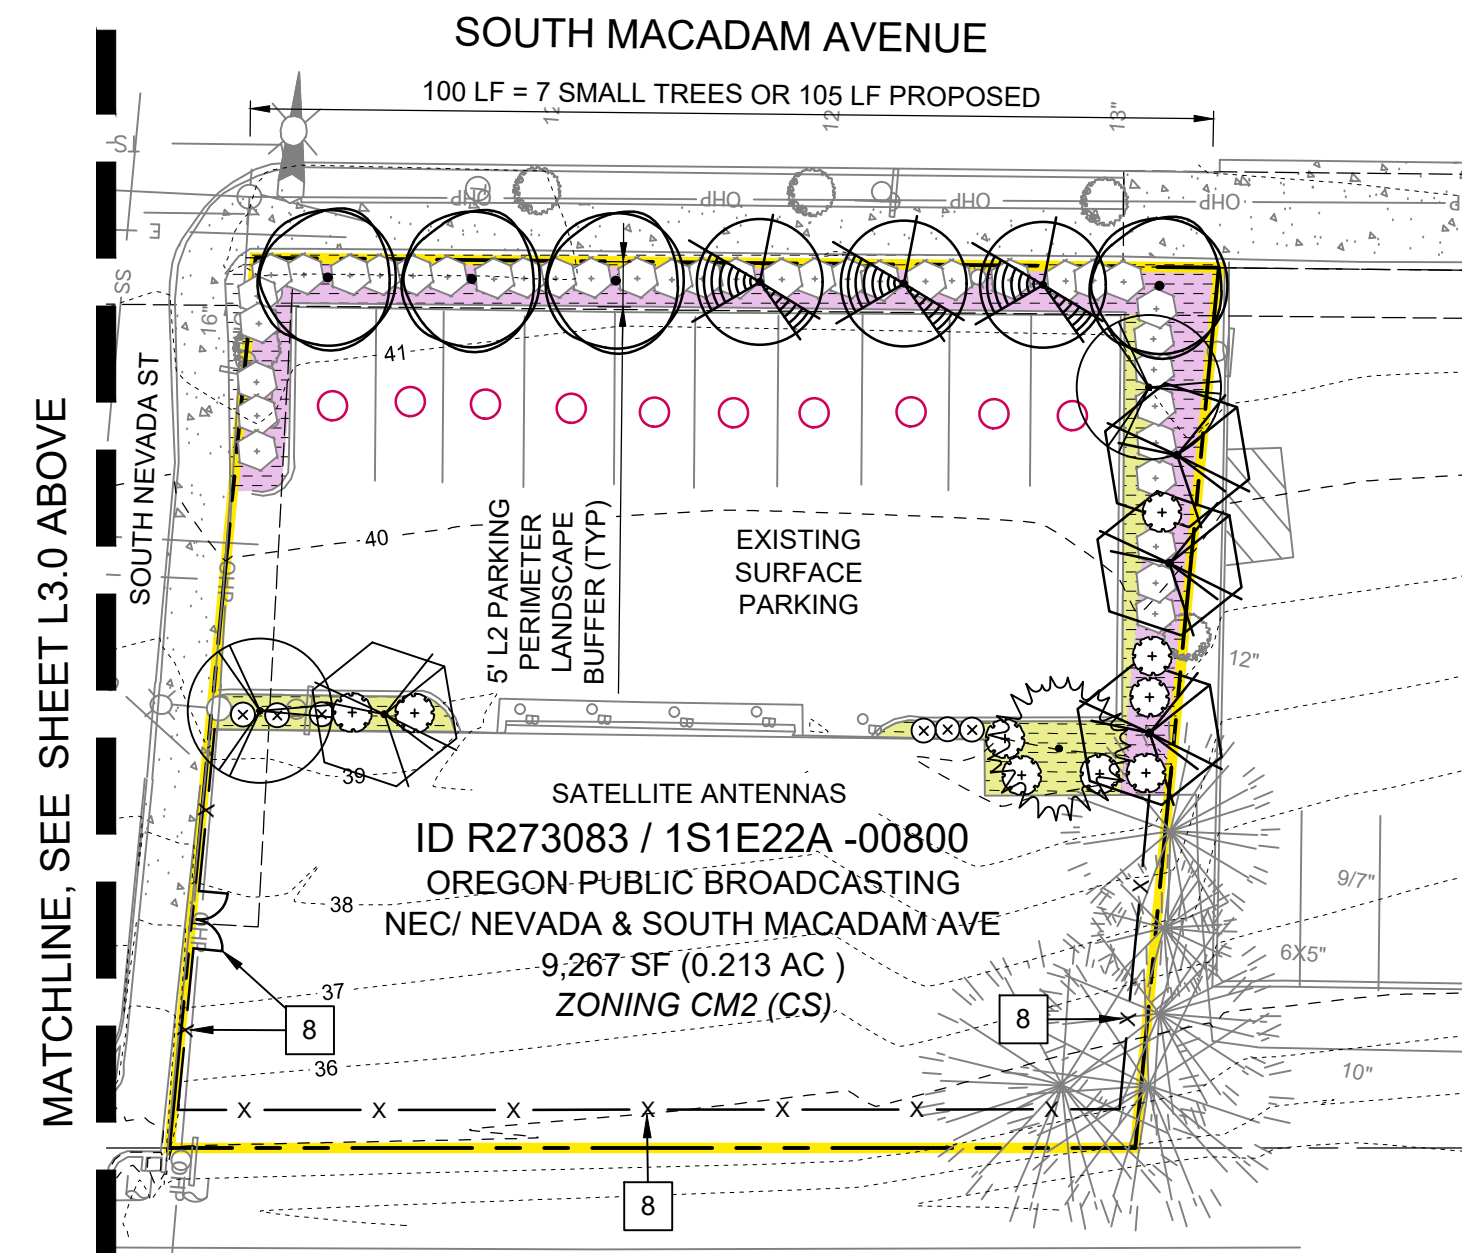 SOUTH MACADAM AVENUE
100 LF = 7 SMALL TREES OR 105 LF PROPOSED
12
12
13"
TS
E
SS
OHP
OHP
OHP
OHP
16"
41
SOUTH NEVADA ST
MATCHLINE, SEE SHEET L3.0 ABOVE
40
OHP
5' L2 PARKING
PERIMETER
LANDSCAPE
BUFFER (TYP)
EXISTING
SURFACE
PARKING
12"
39
SATELLITE ANTENNAS
ID R273083 / 1S1E22A -00800
OREGON PUBLIC BROADCASTING
NEC/ NEVADA & SOUTH MACADAM AVE
9,267 SF (0.213 AC )
ZONING CM2 (CS)
38
37
36
9/7"
6X5"
10"
8
8
8
X X X X X X X